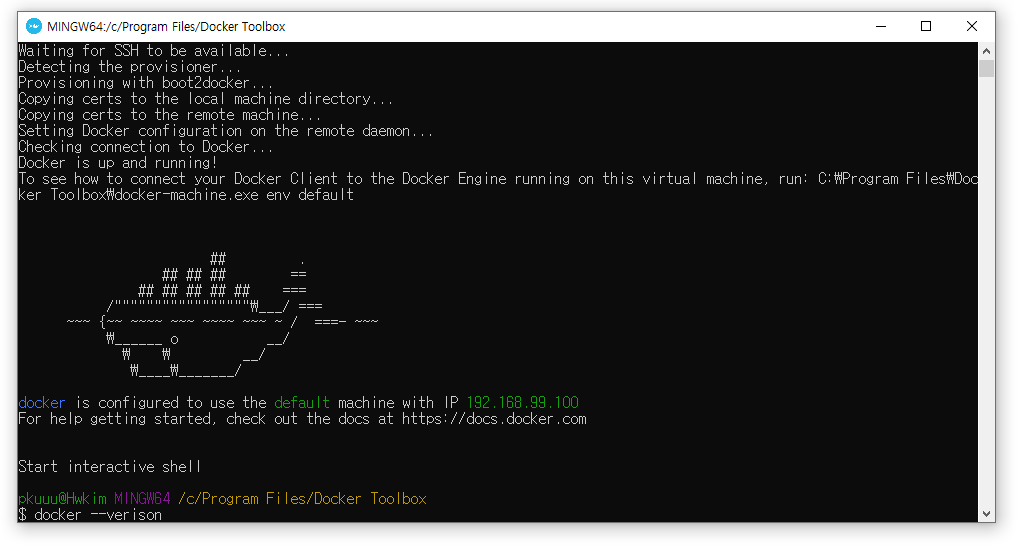 MINGW64:/c/Program Files/Docker Toolbox
Waiting for SSH to be available...
Detecting the provisioner...
Provisioning with boot2docker...
Copying certs to the local machine directory...
Copying certs to the remote machine...
Setting Docker configuration on the remote daemon...
Checking connection to Docker...
Docker is up and running!
To see how to connect your Docker Client to the Docker Engine running on this virtual machine, run: C:₩Program Files₩Doc
ker Toolbox₩docker-machine.exe env default
                        ##         .
                  ## ## ##        ==
               ## ## ## ## ##    ===
           /"""""""""""""""""₩___/ ===
      ~~~ {~~ ~~~~ ~~~ ~~~~ ~~~ ~ /  ===- ~~~
           ₩______ o           __/
             ₩    ₩         __/
              ₩____₩_______/
docker is configured to use the default machine with IP 192.168.99.100
For help getting started, check out the docs at https://docs.docker.com
Start interactive shell
pkuuu@Hwkim MINGW64 /c/Program Files/Docker Toolbox
$ docker --verison